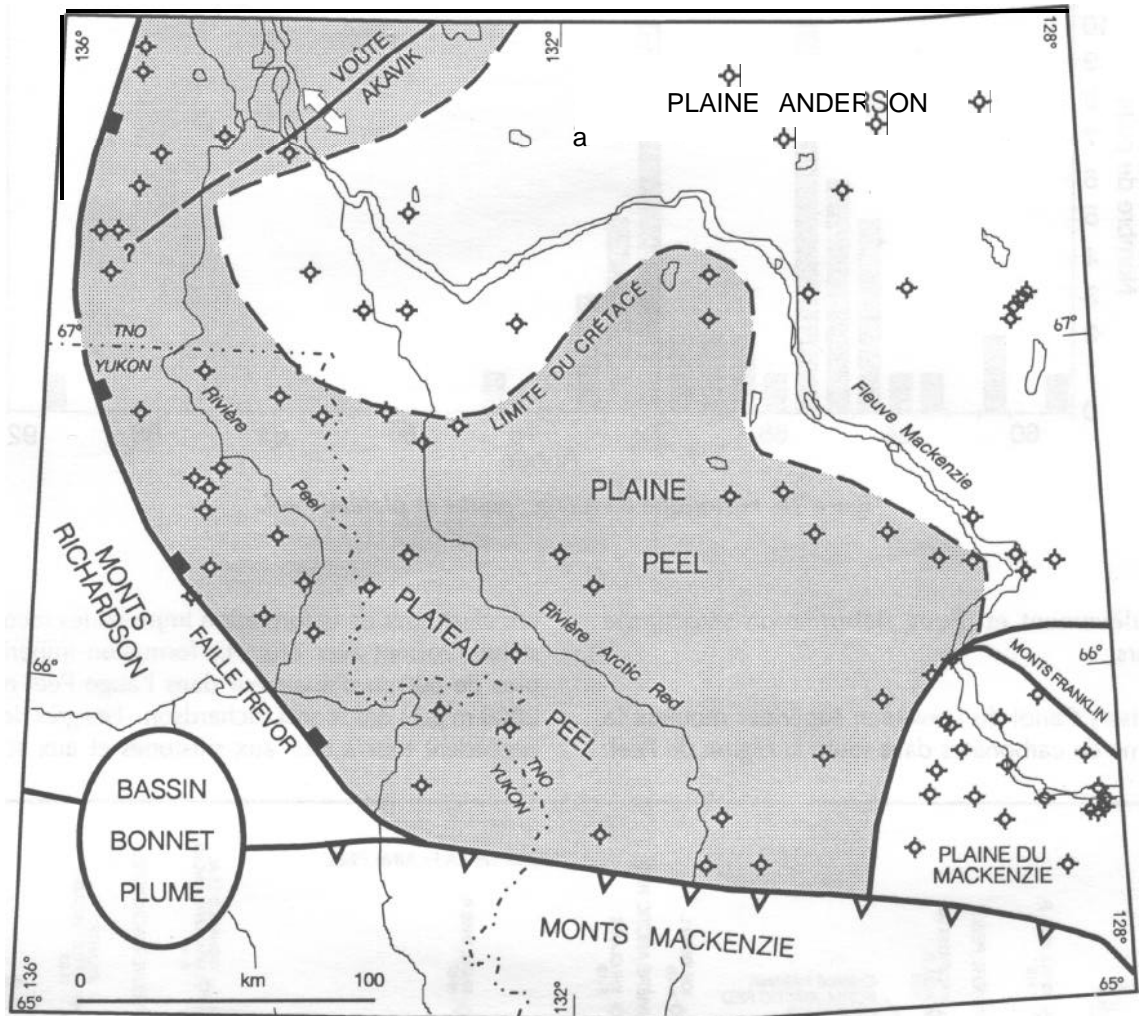 136°
132°
128°
VOÛTE
AKAVIK
PLAINE ANDERSON
a
67°
TNO
YUKON
LIMITE DU CRÉTACÉ
67°
Rivière
Peel
Fleuve Mackenzie
PLAINE
PEEL
MONTS
RICHARDSON
FAILLE TREVOR
PLATEAU
PEEL
Rivière Arctic Red
66°
66°
MONTS FRANKLIN
TNO
YUKON
BASSIN
BONNET
PLUME
PLAINE DU
MACKENZIE
MONTS MACKENZIE
?
136°
65°
0 km 100
132°
128°
65°